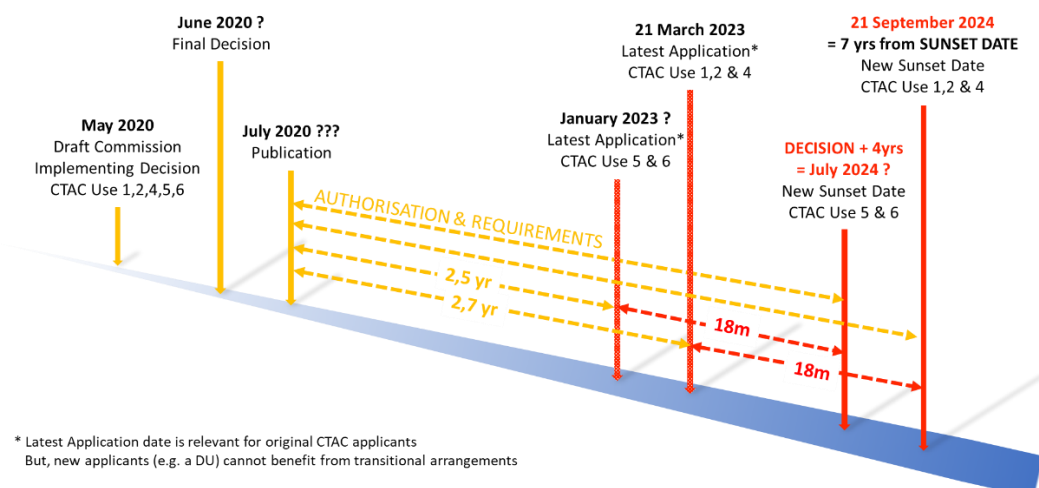 June 2020 ?
Final Decision
May 2020
Draft Commission
Implementing Decision
CTAC Use 1,2,4,5,6
July 2020 ???
Publication
January 2023 ?
Latest Application*
CTAC Use 5 & 6
21 March 2023
Latest Application*
CTAC Use 1,2 & 4
21 September 2024
= 7 yrs from SUNSET DATE
New Sunset Date
CTAC Use 1,2 & 4
DECISION + 4yrs
= July 2024 ?
New Sunset Date
CTAC Use 5 & 6
AUTHORISATION & REQUIREMENTS
2,5 yr
2,7 yr
18m
18m
* Latest Application date is relevant for original CTAC applicants
But, new applicants (e.g. a DU) cannot benefit from transitional arrangements